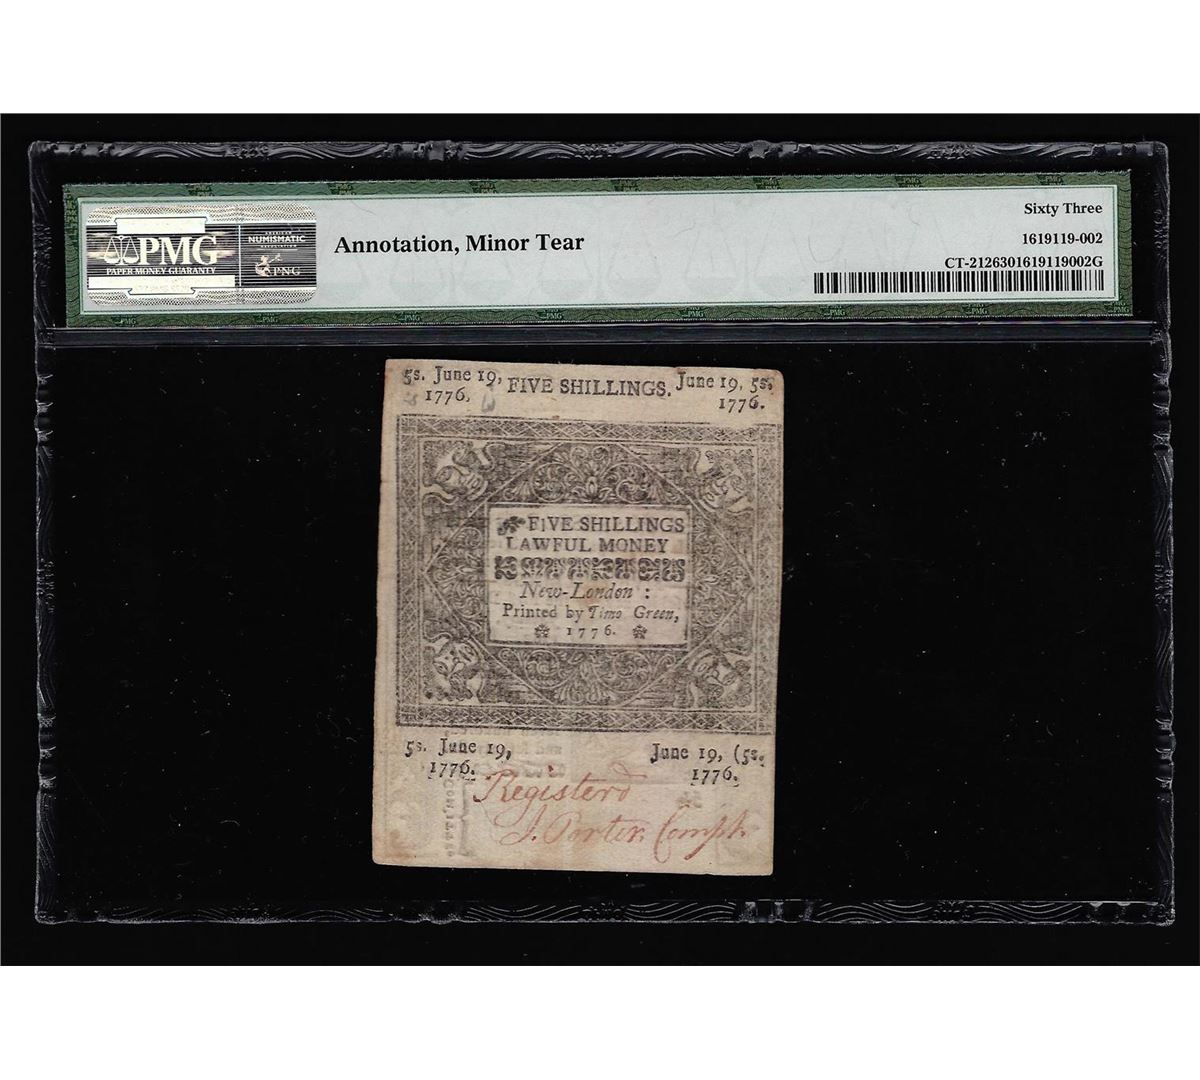 PMG
PAPER MONEY GUARANTY
NUMISMATIC
PNG
Annotation, Minor Tear
Sixty Three
1619119-002
CT-2126301619119002G
5s. June 19, FIVE SHILLINGS. June 19, 5s.
1776, 1776.
FIVE SHILLINGS
LAWFUL MONEY
New-London:
Printed by Timo Green,
1776.
5s. June 19, June 19, (5s.
1776. 1776.
Registerd
J. Porter Compt.